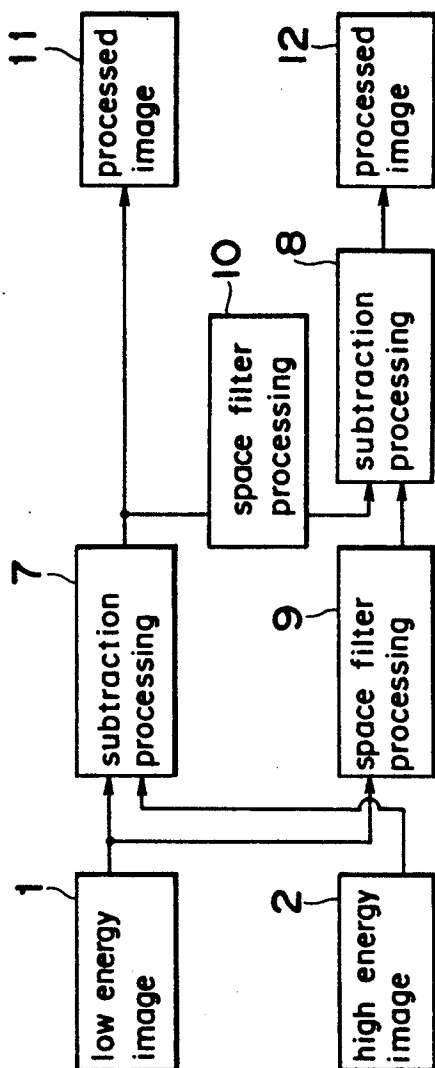 1
low energy
image
2
high energy
image
7
subtraction
processing
9
space filter
processing
10
space filter
processing
8
subtraction
processing
11
processed
image
12
processed
image